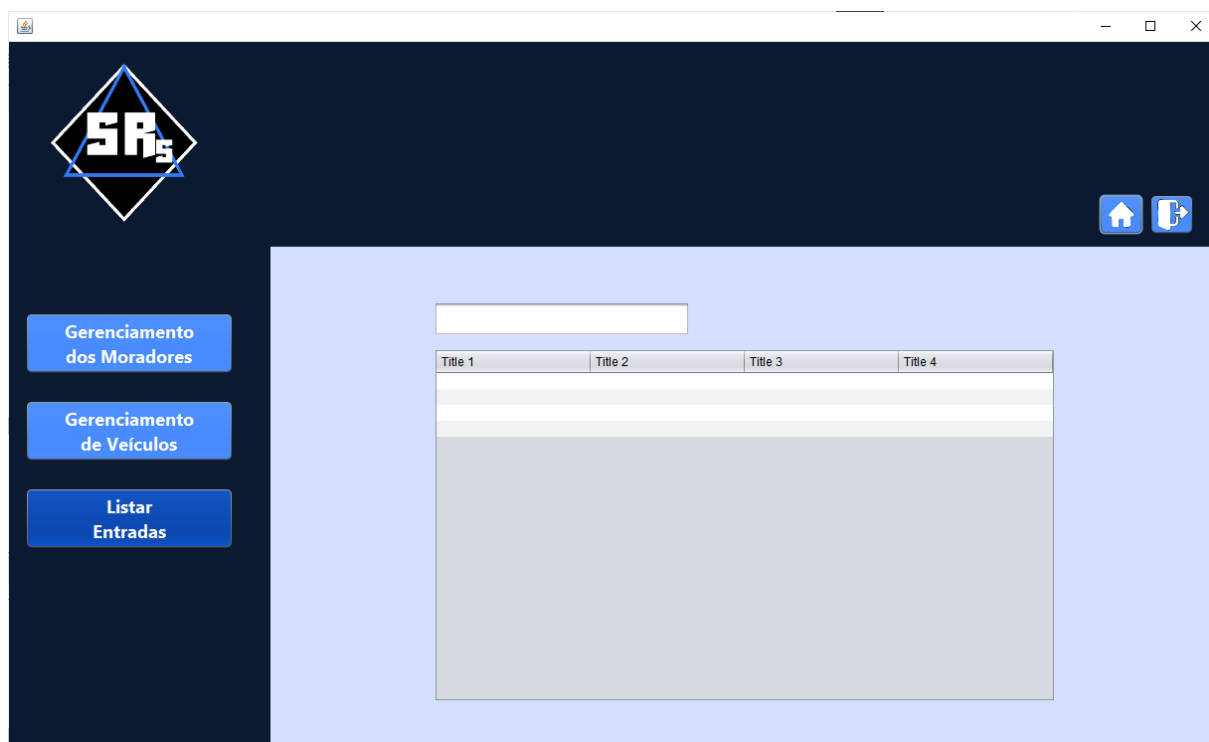 SRs
Gerenciamento
dos Moradores
Gerenciamento
de Veículos
Listar
Entradas
Title 1 Title 2 Title 3 Title 4